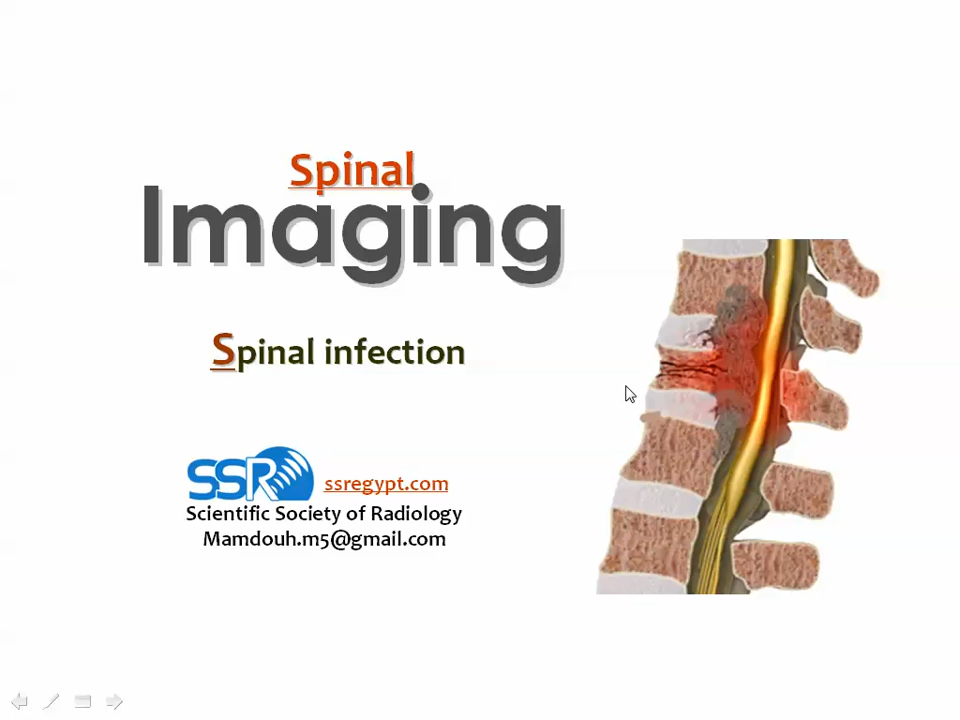 Spinal
Imaging
Spinal infection
SSR ssregypt.com
Scientific Society of Radiology
Mamdouh.m5@gmail.com